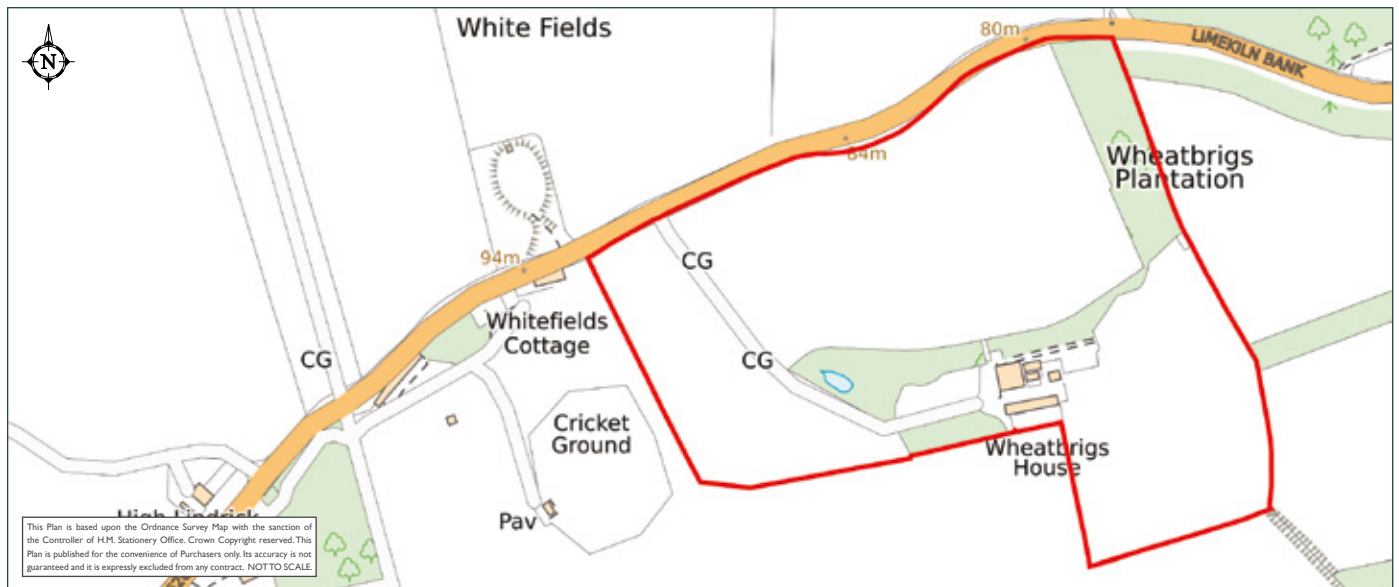 N
White Fields
80m
LIMEKILN BANK
84m
Wheatbrigs
Plantation
94m
CG
Whitefields
Cottage
CG
CG
Cricket
Ground
Wheatbrigs
House
Pav
High Lindrick
This Plan is based upon the Ordnance Survey Map with the sanction of
the Controller of H.M. Stationery Office. Crown Copyright reserved. This
Plan is published for the convenience of Purchasers only. Its accuracy is not
guaranteed and it is expressly excluded from any contract. NOT TO SCALE.